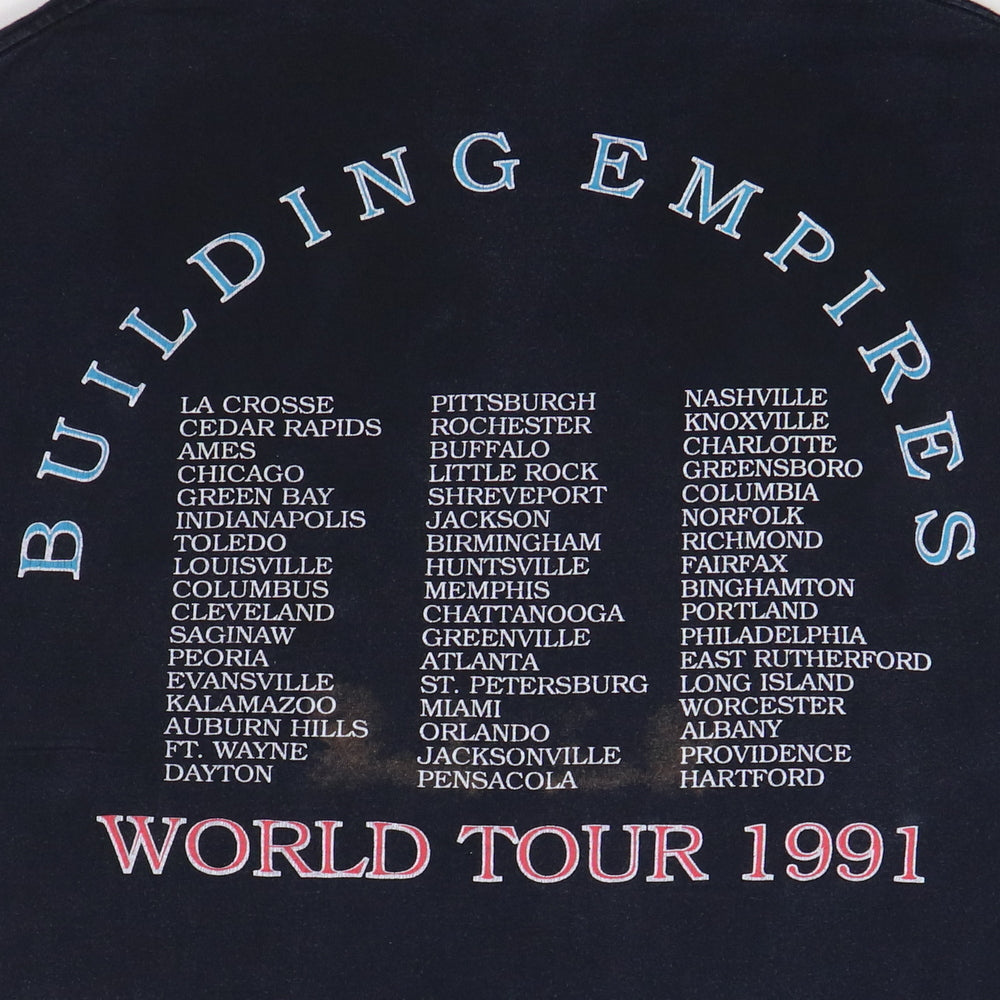 BUILDING EMPIRES
LA CROSSE
CEDAR RAPIDS
AMES
CHICAGO
GREEN BAY
INDIANAPOLIS
TOLEDO
LOUISVILLE
COLUMBUS
CLEVELAND
SAGINAW
PEORIA
EVANSVILLE
KALAMAZOO
AUBURN HILLS
FT. WAYNE
DAYTON
PITTSBURGH
ROCHESTER
BUFFALO
LITTLE ROCK
SHREVEPORT
JACKSON
BIRMINGHAM
HUNTSVILLE
MEMPHIS
CHATTANOOGA
GREENVILLE
ATLANTA
ST. PETERSBURG
MIAMI
ORLANDO
JACKSONVILLE
PENSACOLA
NASHVILLE
KNOXVILLE
CHARLOTTE
GREENSBORO
COLUMBIA
NORFOLK
RICHMOND
FAIRFAX
BINGHAMTON
PORTLAND
PHILADELPHIA
EAST RUTHERFORD
LONG ISLAND
WORCESTER
ALBANY
PROVIDENCE
HARTFORD
WORLD TOUR 1991